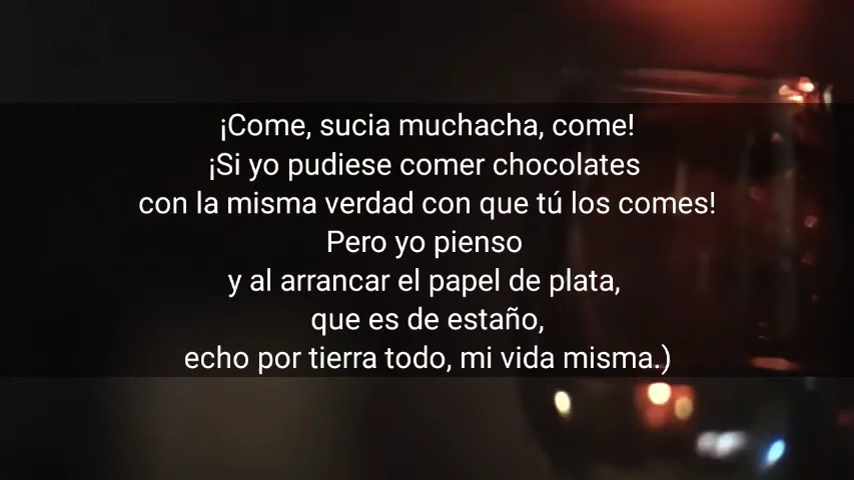 ¡Come, sucia muchacha, come!
¡Si yo pudiese comer chocolates
con la misma verdad con que tú los comes!
Pero yo pienso
y al arrancar el papel de plata,
que es de estaño,
echo por tierra todo, mi vida misma.)